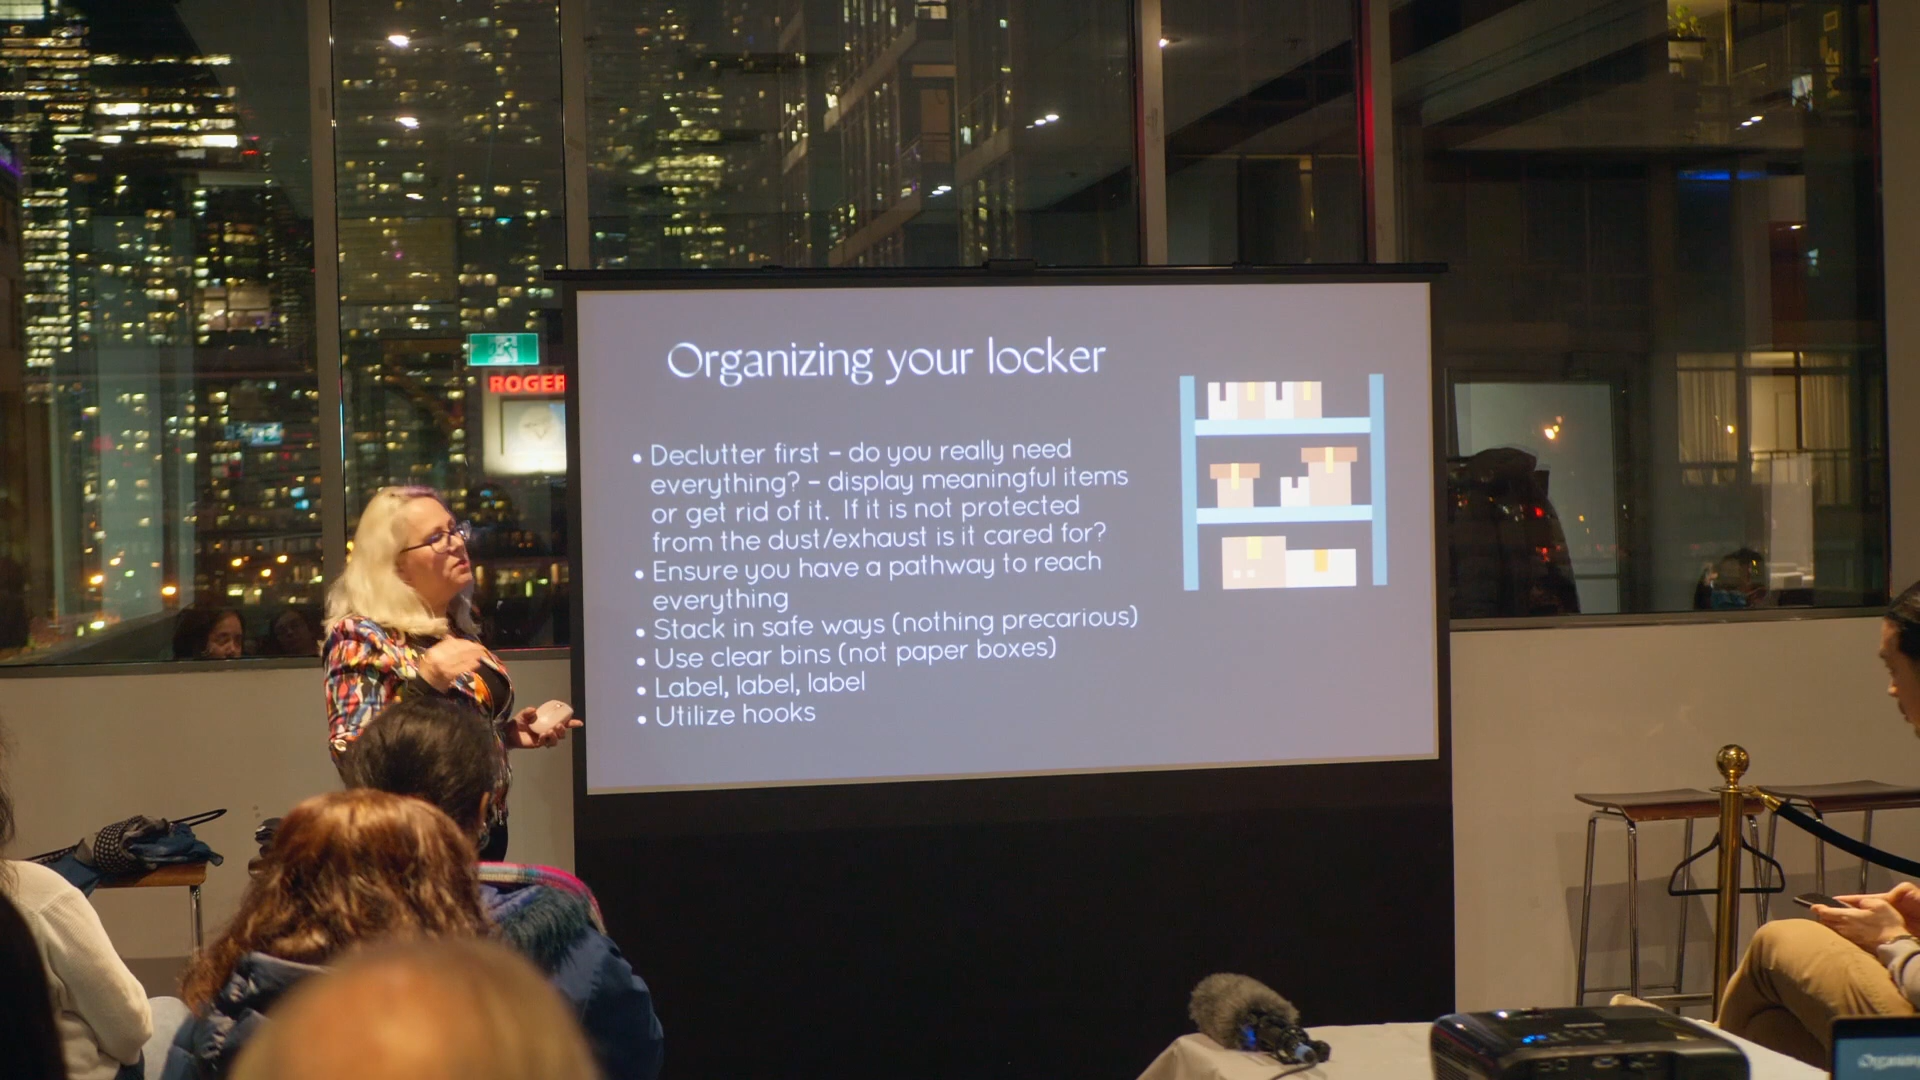 ROGER
Organizing your locker
• Declutter first – do you really need
everything? – display meaningful items
or get rid of it.  If it is not protected
from the dust/exhaust is it cared for?
• Ensure you have a pathway to reach
everything
• Stack in safe ways (nothing precarious)
• Use clear bins (not paper boxes)
• Label, label, label
• Utilize hooks